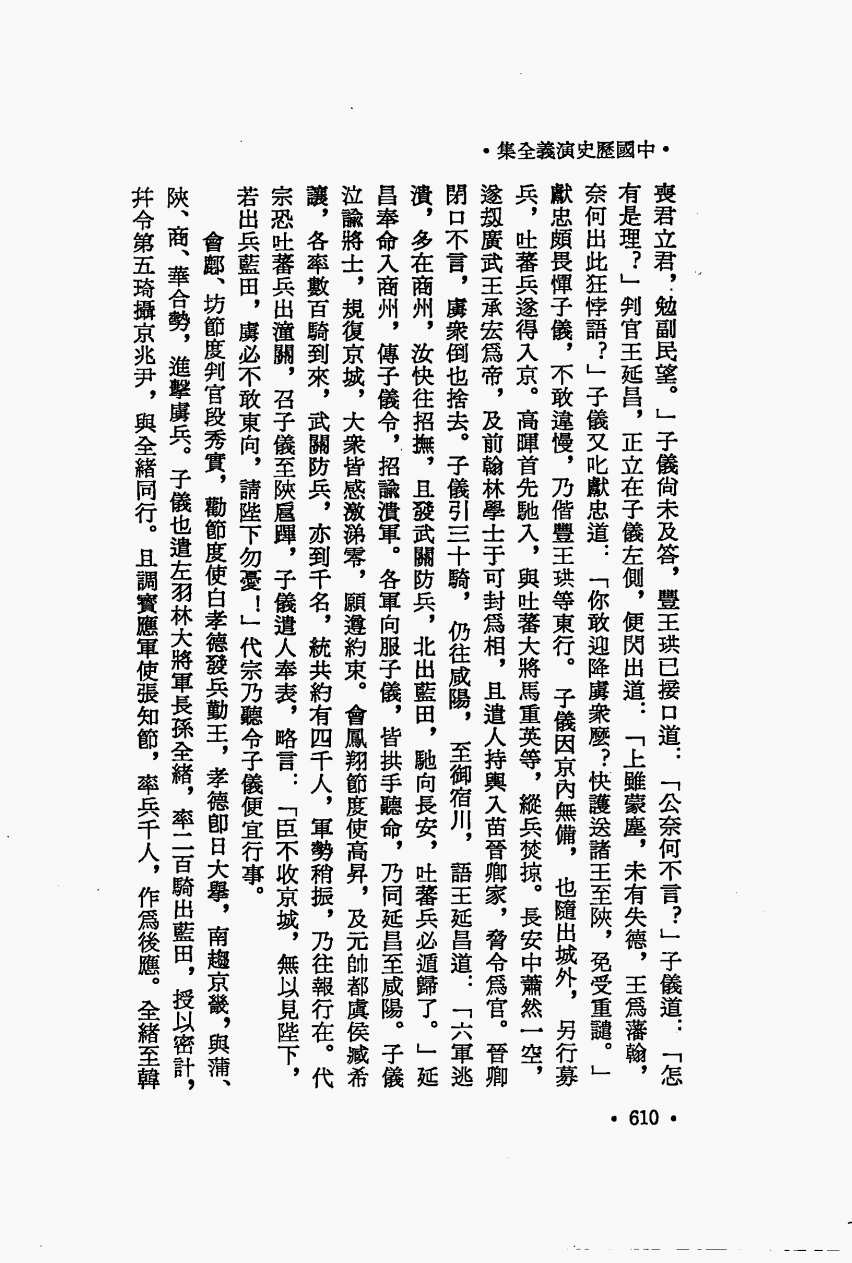 •中國歷史演義全集•
喪君立君，勉副民望。」子儀尙未及答，豐王珙已接口道：「公奈何不言？」子儀道：「怎
有是理？」判官王延昌，正立在子儀左側，便閃出道：「上雖蒙塵，未有失德，王爲藩翰，
奈何出此狂悖語？」子儀又叱獻忠道：「你敢迎降虜衆麽？快護送諸王至陝，免受重譴。」
獻忠頗畏憚子儀，不敢違慢，乃偕豐王珙等東行。子儀因京內無備，也隨出城外，另行募
兵，吐蕃兵遂得入京。高暉首先馳入，與吐蕃大將馬重英等，縱兵焚掠。長安中蕭然一空，
遂刼廣武王承宏爲帝，及前翰林學士于可封爲相，且遣人持輿入苗晉卿家，脅令爲官。晉卿
閉口不言，虜衆倒也捨去。子儀引三十騎，仍往咸陽，至御宿川，語王延昌道：「六軍逃
潰，多在商州，汝快往招撫，且發武關防兵，北出藍田，馳向長安，吐蕃兵必遁歸了。」延
昌奉命入商州，傳子儀令，招諭潰軍。各軍向服子儀，皆拱手聽命，乃同延昌至咸陽。子儀
泣諭將士，規復京城，大衆皆感激涕零，願遵約束。會鳳翔節度使高昇，及元帥都虞侯臧希
讓，各率數百騎到來，武關防兵，亦到千名，統共約有四千人，軍勢稍振，乃往報行在。代
宗恐吐蕃兵出潼關，召子儀至陝扈蹕，子儀遣人奉表，略言：「臣不收京城，無以見陛下，
若出兵藍田，虜必不敢東向，請陛下勿憂！」代宗乃聽令子儀便宜行事。
會鄜、坊節度判官段秀實，勸節度使白孝德發兵勤王，孝德卽日大擧，南趨京畿，與蒲、
陝、商、華合勢，進擊虜兵。子儀也遣左羽林大將軍長孫全緒，率二百騎出藍田，授以密計，
幷令第五琦攝京兆尹，與全緒同行。且調寶應軍使張知節，率兵千人，作爲後應。全緒至韓
•610•